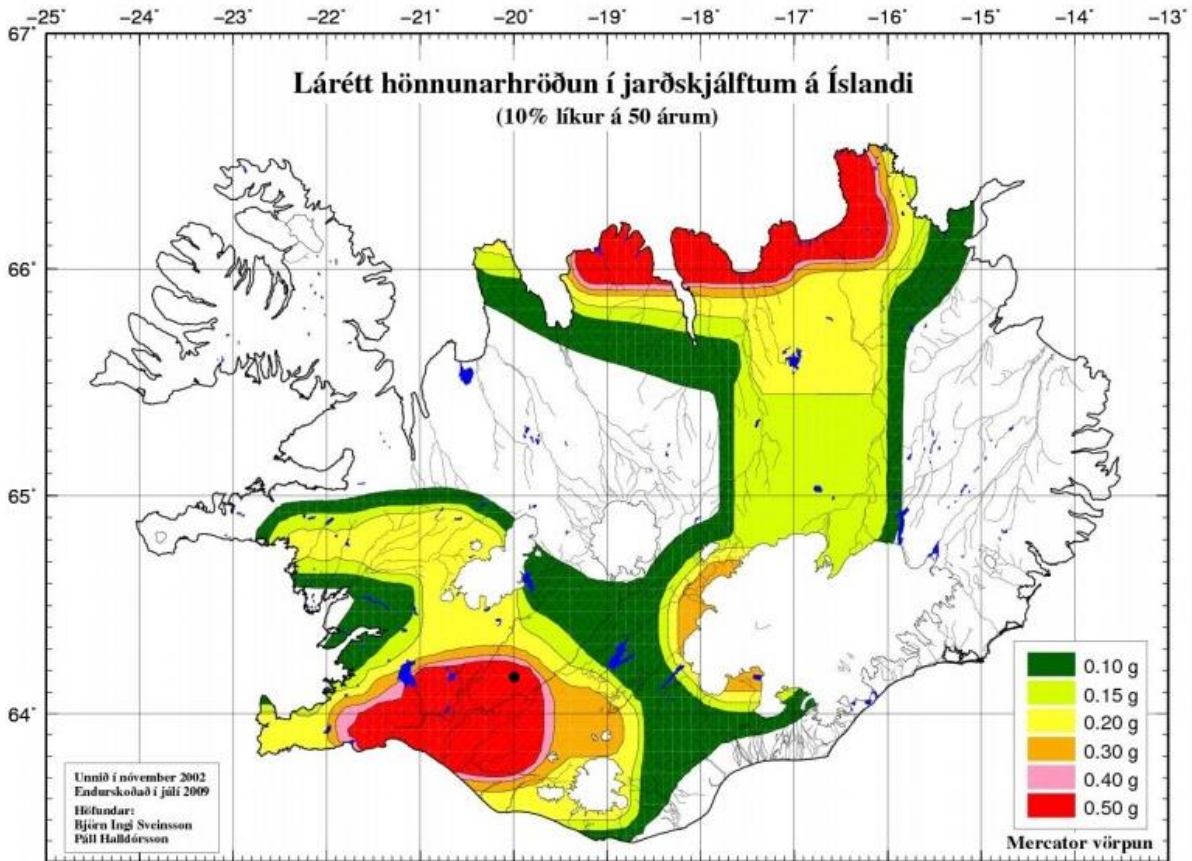 −25° −24° −23° −22° −21° −20° −19° −18° −17° −16° −15° −14° −13°
67°
Lárétt hönnunarhröðun í jarðskjálftum á Íslandi
(10% líkur á 50 árum)
66°
65°
64°
0.10 g
0.15 g
0.20 g
0.30 g
0.40 g
0.50 g
Unnið í nóvember 2002
Endurskoðað í júlí 2009
Höfundar:
Björn Ingi Sveinsson
Páll Halldórsson
Mercator vörpun